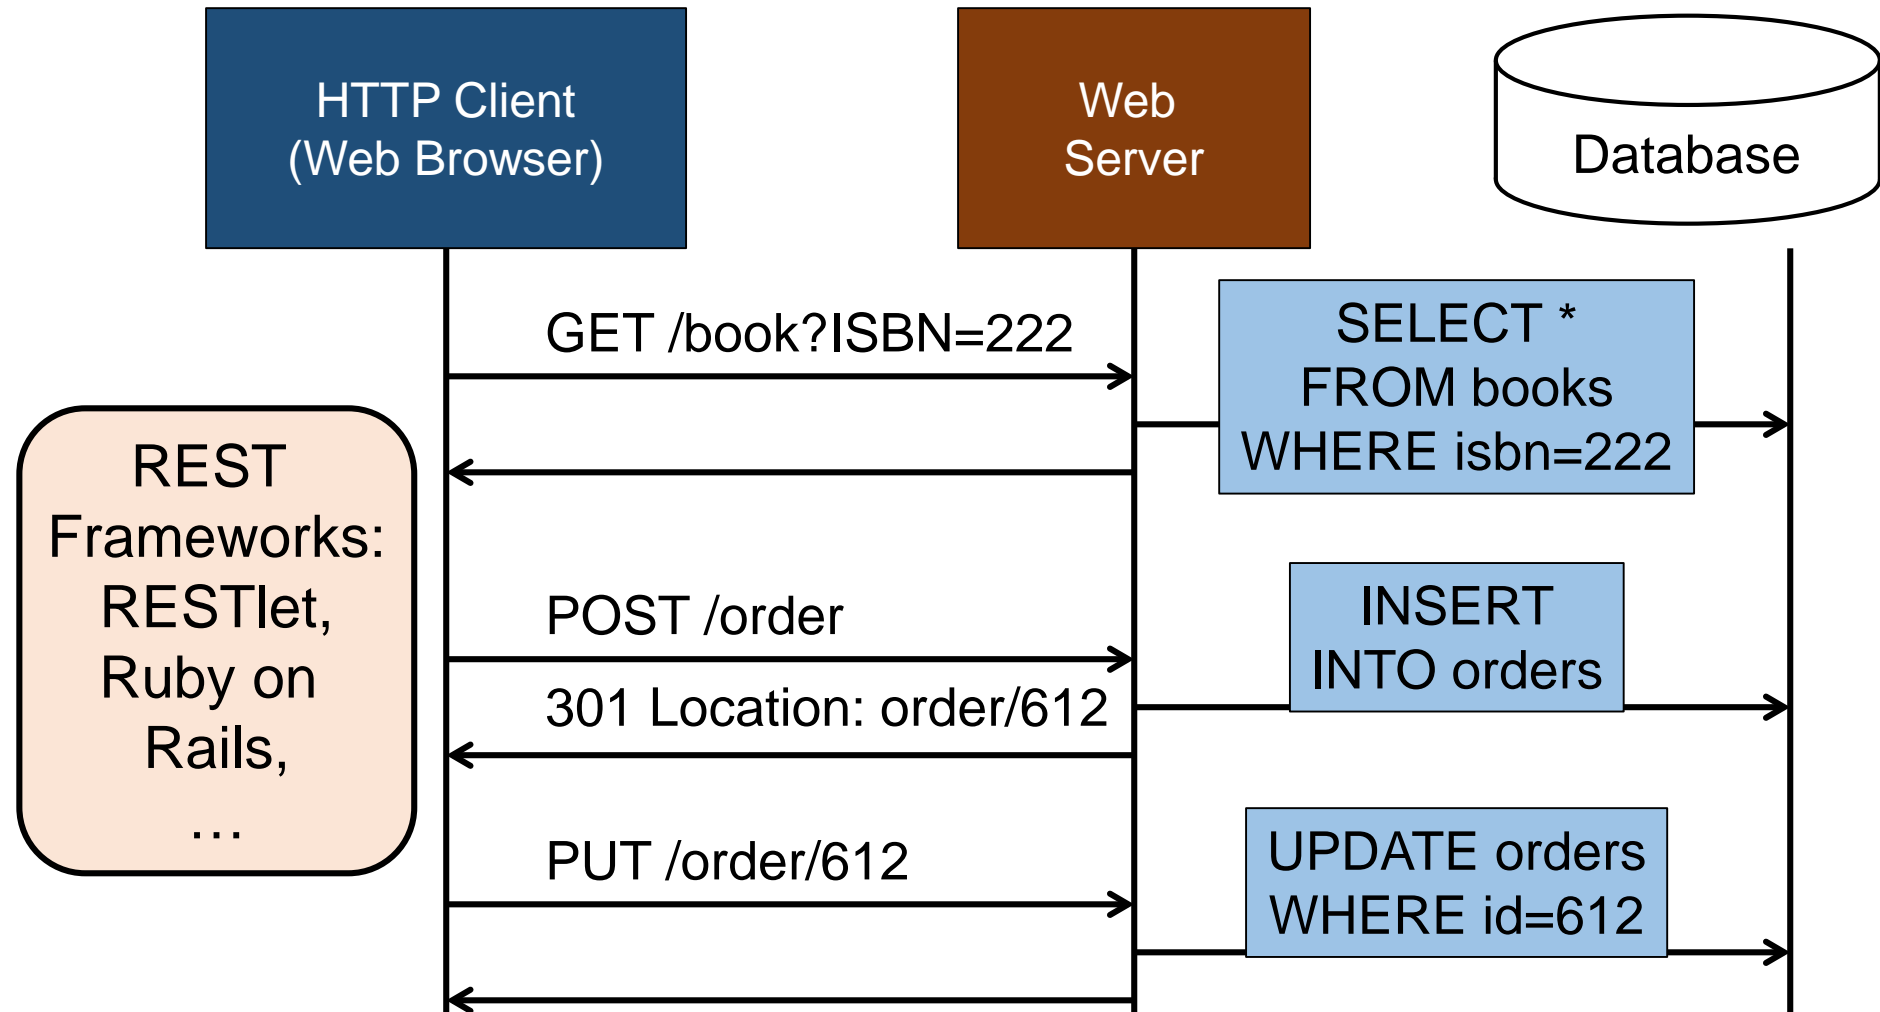 HTTP Client
(Web Browser)
Web
Server
Database
GET /book?ISBN=222
SELECT *
FROM books
WHERE isbn=222
REST
Frameworks:
RESTlet,
Ruby on
Rails,
…
POST /order
INSERT
INTO orders
301 Location: order/612
PUT /order/612
UPDATE orders
WHERE id=612